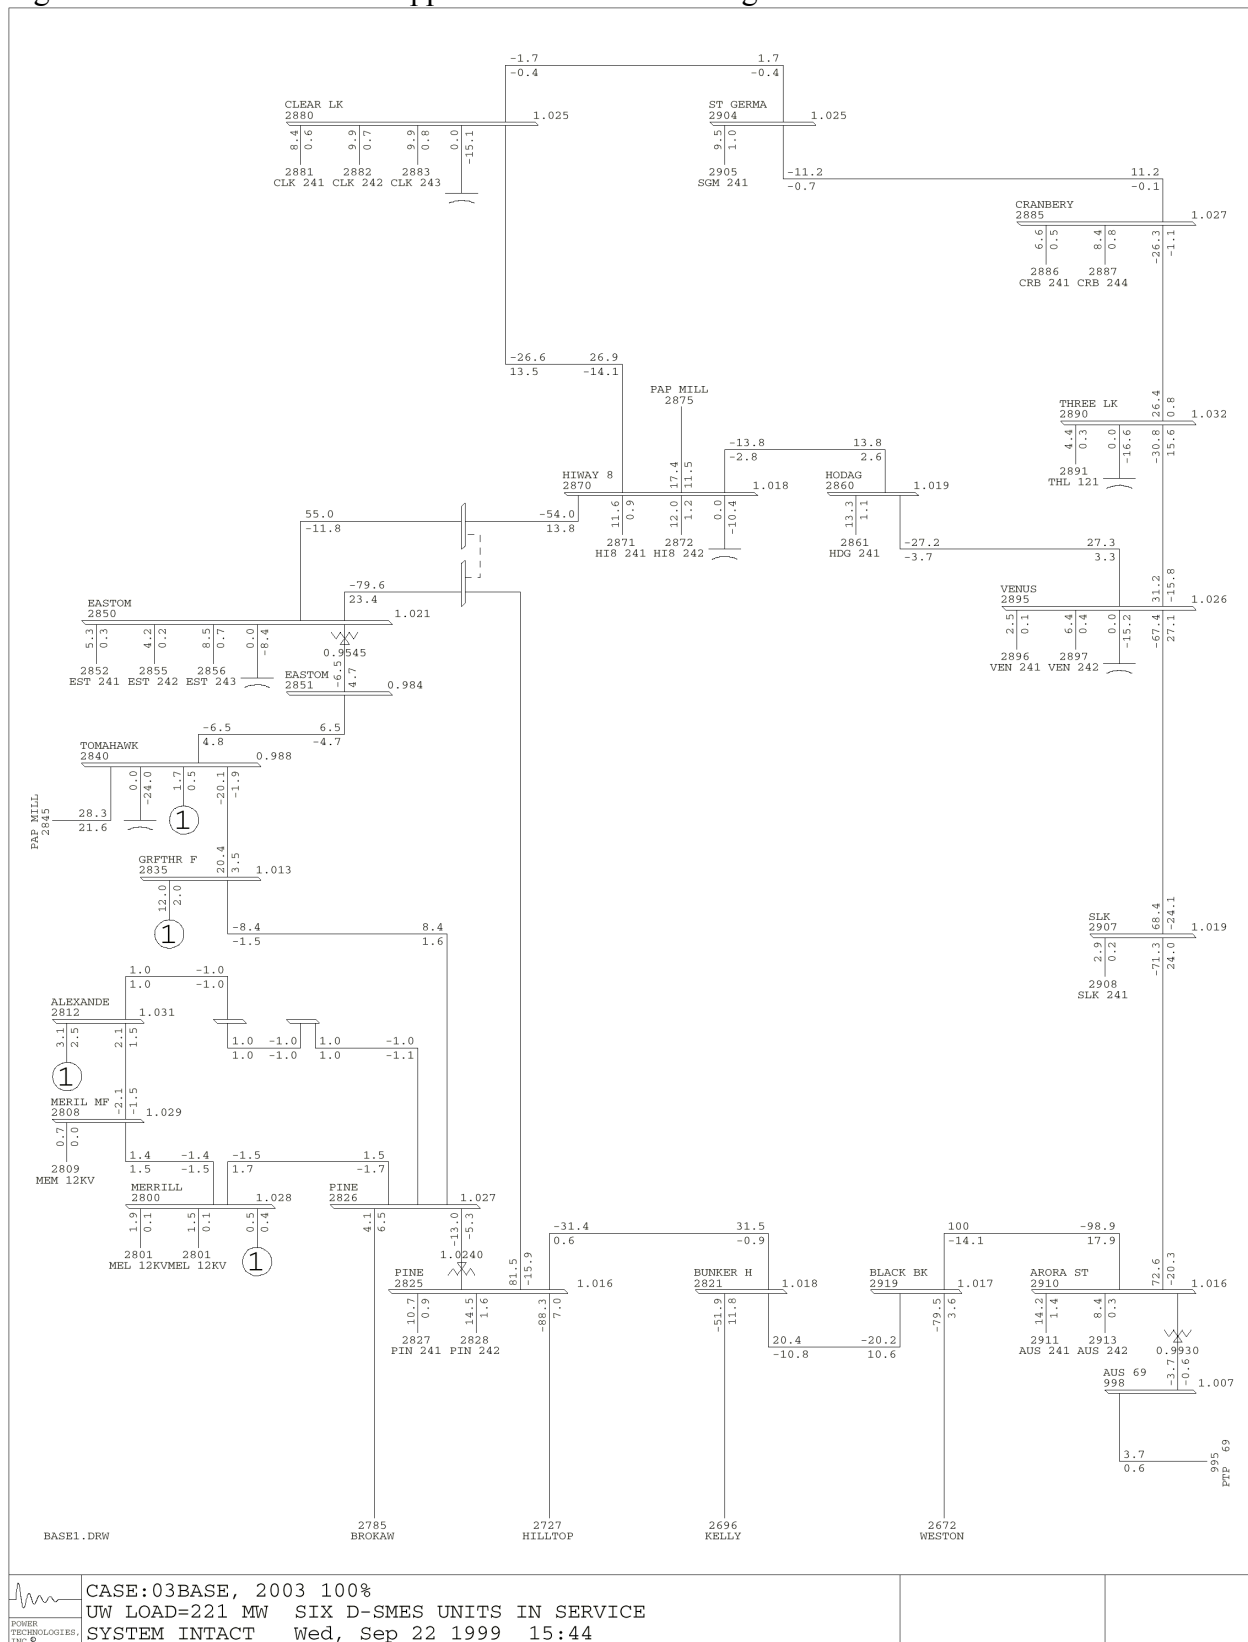 -1.7 1.7
-0.4 -0.4
CLEAR LK ST GERMA
2880 1.025 2904 1.025
8.4 0.6 9.9 0.7 9.9 0.8 0.0 -15.1 9.5 1.0
2881 2882 2883 2905
CLK 241 CLK 242 CLK 243 SGM 241
-11.2 11.2
-0.7 -0.1
CRANBERY
2885 1.027
6.6 0.5 8.4 0.8 -26.3 -1.1
2886 2887
CRB 241 CRB 244
-26.6 26.9
13.5 -14.1
PAP MILL
2875
26.4 0.8
THREE LK
2890 1.032
4.4 0.3 0.0 -16.6 -30.8 15.6
2891
THL 121
-13.8 13.8
-2.8 2.6
17.4 11.5
HIWAY 8 HODAG
2870 1.018 2860 1.019
11.6 0.9 12.0 1.2 0.0 -10.4 13.3 1.1
2871 2872 2861
HI8 241 HI8 242 HDG 241
55.0 -54.0
-11.8 13.8
-27.2 27.3
-3.7 3.3
-79.6
23.4
31.2 -15.8
EASTOM VENUS
2850 1.021 2895 1.026
5.3 0.3 4.2 0.2 8.5 0.7 0.0 -8.4 2.5 0.1 6.4 0.4 0.0 -15.2 -67.4 27.1
0.9545
2852 2855 2856 2896 2897
EST 241 EST 242 EST 243 VEN 241 VEN 242
-6.5 4.7
EASTOM
2851 0.984
-6.5 6.5
4.8 -4.7
TOMAHAWK
2840 0.988
0.0 -24.0 1.7 0.5 -20.1 -1.9
PAP MILL
2845
28.3
21.6
1
20.4 3.5
GRFTHR F
2835 1.013
12.0 2.0
1
-8.4 8.4
-1.5 1.6
68.4 -24.1
SLK
2907 1.019
2.9 0.2 -71.3 24.0
2908
SLK 241
1.0 -1.0
1.0 -1.0
ALEXANDE
2812 1.031
3.1 2.5 2.1 1.5
1.0 -1.0 1.0 -1.0
1.0 -1.0 1.0 -1.1
1
-2.1 -1.5
MERIL MF
2808 1.029
0.7 0.0
2809
MEM 12KV
1.4 -1.4 -1.5 1.5
1.5 -1.5 1.7 -1.7
MERRILL PINE
2800 1.028 2826 1.027
1.9 0.1 1.5 0.1 0.5 0.4 4.1 6.5 -13.0 -5.3
2801 2801
MEL 12KV MEL 12KV
1
1.0240
-31.4 31.5 100 -98.9
0.6 -0.9 -14.1 17.9
81.5 -15.9 72.6 -20.3
PINE BUNKER H BLACK BK ARORA ST
2825 1.016 2821 1.018 2919 1.017 2910 1.016
10.7 0.9 14.5 1.6 -88.3 7.0 -51.9 11.8 -79.5 3.6 14.2 1.4 8.4 0.3
2827 2828 2911 2913
PIN 241 PIN 242 AUS 241 AUS 242
20.4 -20.2
-10.8 10.6
0.9930
-3.7 -0.6
AUS 69
998 1.007
3.7
0.6
995
PTP 69
2785 2727 2696 2672
BROKAW HILLTOP KELLY WESTON
BASE1.DRW
CASE:03BASE, 2003 100%
UW LOAD=221 MW SIX D-SMES UNITS IN SERVICE
SYSTEM INTACT Wed, Sep 22 1999 15:44
POWER
TECHNOLOGIES,